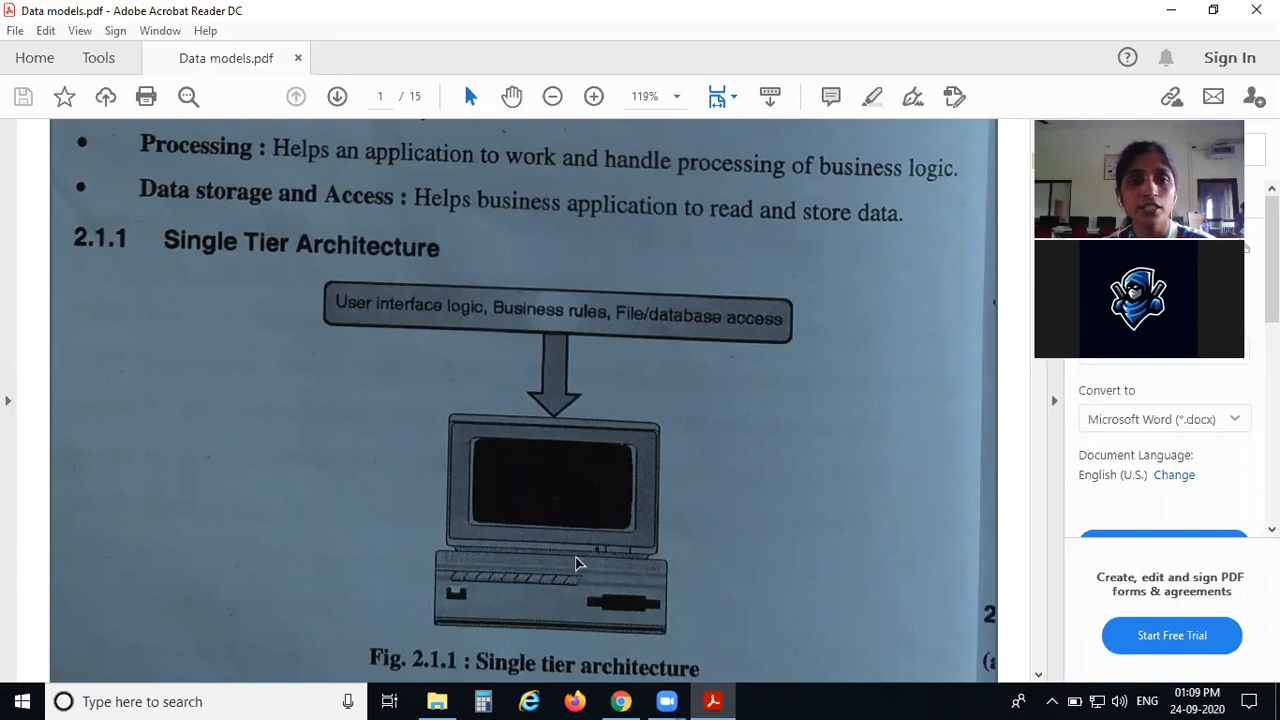 Data models.pdf - Adobe Acrobat Reader DC
File Edit View Sign Window Help
Home Tools Data models.pdf × Sign In
1 / 15 119%
Processing : Helps an application to work and handle processing of business logic.
Data storage and Access : Helps business application to read and store data.
2.1.1 Single Tier Architecture
User interface logic, Business rules, File/database access
Fig. 2.1.1 : Single tier architecture
2
(a
Convert to
Microsoft Word (*.docx)
Document Language:
English (U.S.) Change
Create, edit and sign PDF
forms & agreements
Start Free Trial
Type here to search
ENG
01:09 PM
24-09-2020